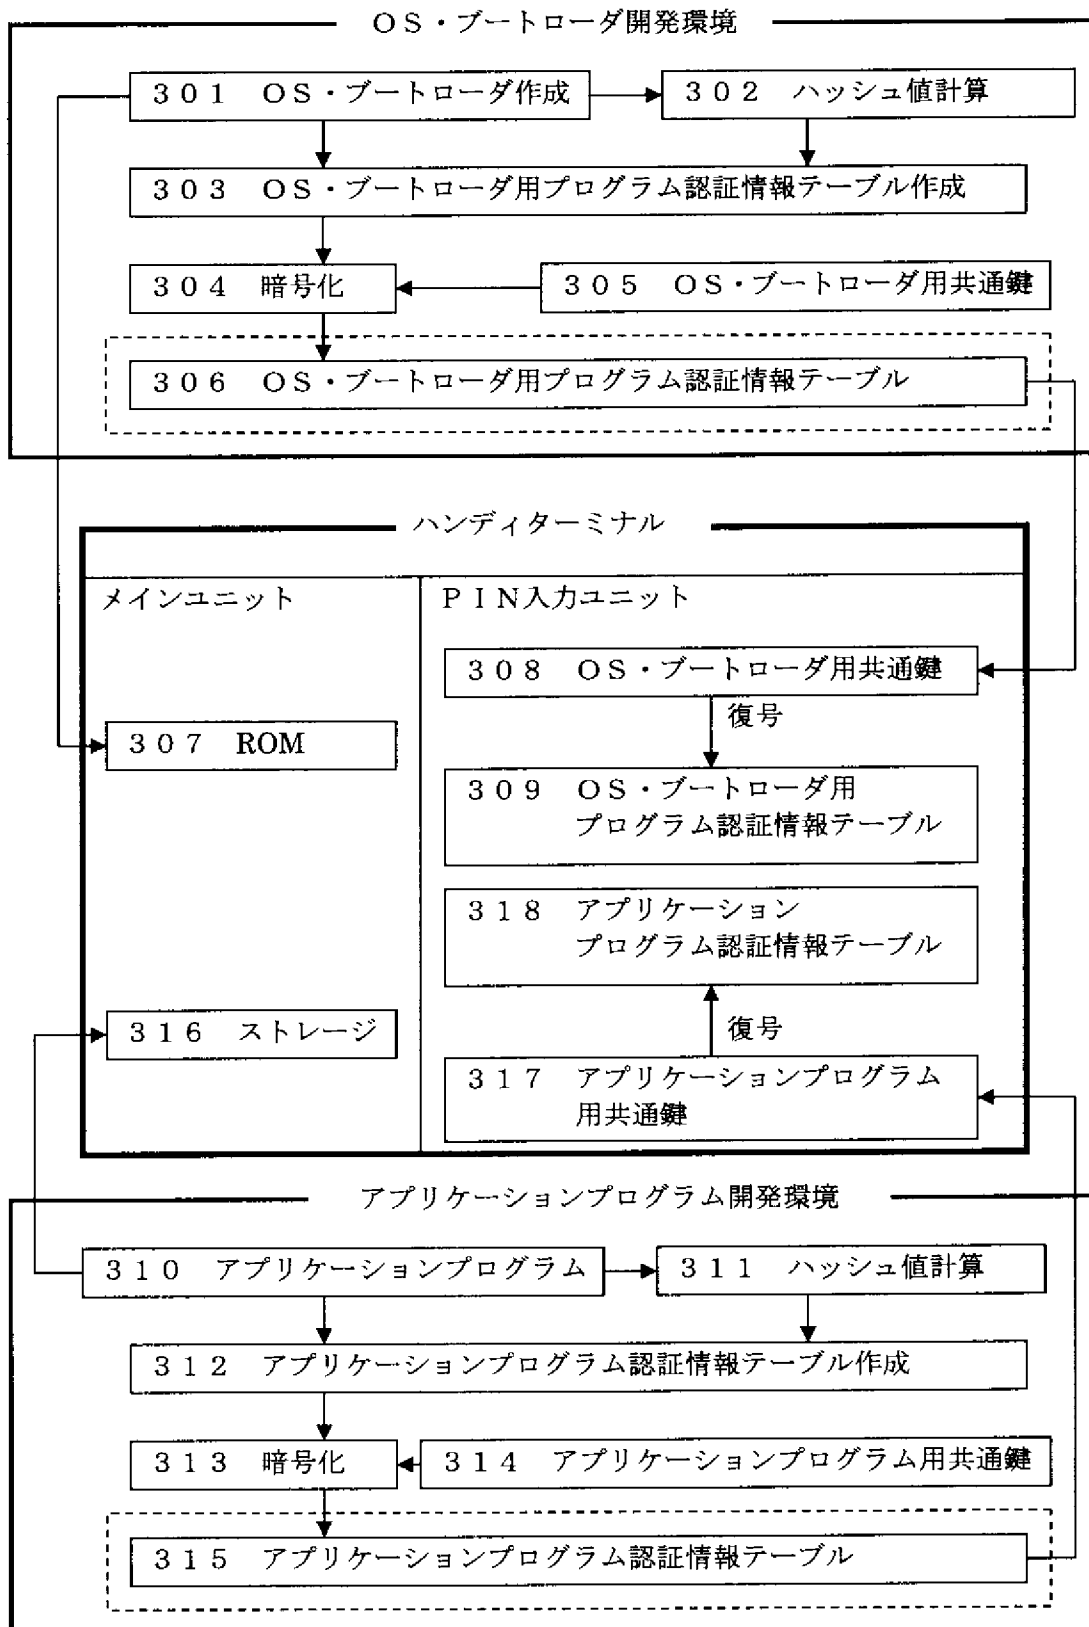 ＯＳ・ブートローダ開発環境
３０１　ＯＳ・ブートローダ作成
３０２　ハッシュ値計算
３０３　ＯＳ・ブートローダ用プログラム認証情報テーブル作成
３０４　暗号化
３０５　ＯＳ・ブートローダ用共通鍵
３０６　ＯＳ・ブートローダ用プログラム認証情報テーブル
ハンディターミナル
メインユニット
ＰＩＮ入力ユニット
３０８　ＯＳ・ブートローダ用共通鍵
復号
３０７　ROM
３０９　ＯＳ・ブートローダ用
プログラム認証情報テーブル
３１８　アプリケーション
プログラム認証情報テーブル
３１６　ストレージ
復号
３１７　アプリケーションプログラム
用共通鍵
アプリケーションプログラム開発環境
３１０　アプリケーションプログラム
３１１　ハッシュ値計算
３１２　アプリケーションプログラム認証情報テーブル作成
３１３　暗号化
３１４　アプリケーションプログラム用共通鍵
３１５　アプリケーションプログラム認証情報テーブル